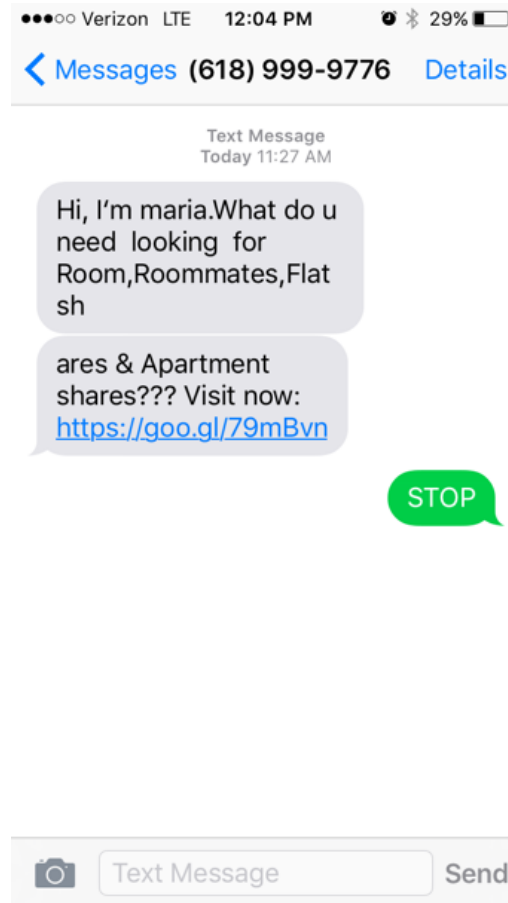 Verizon LTE 12:04 PM 29%
Messages (618) 999-9776 Details
Text Message
Today 11:27 AM
Hi, I'm maria.What do u
need looking for
Room,Roommates,Flat
sh
ares & Apartment
shares??? Visit now:
https://goo.gl/79mBvn
STOP
Text Message Send